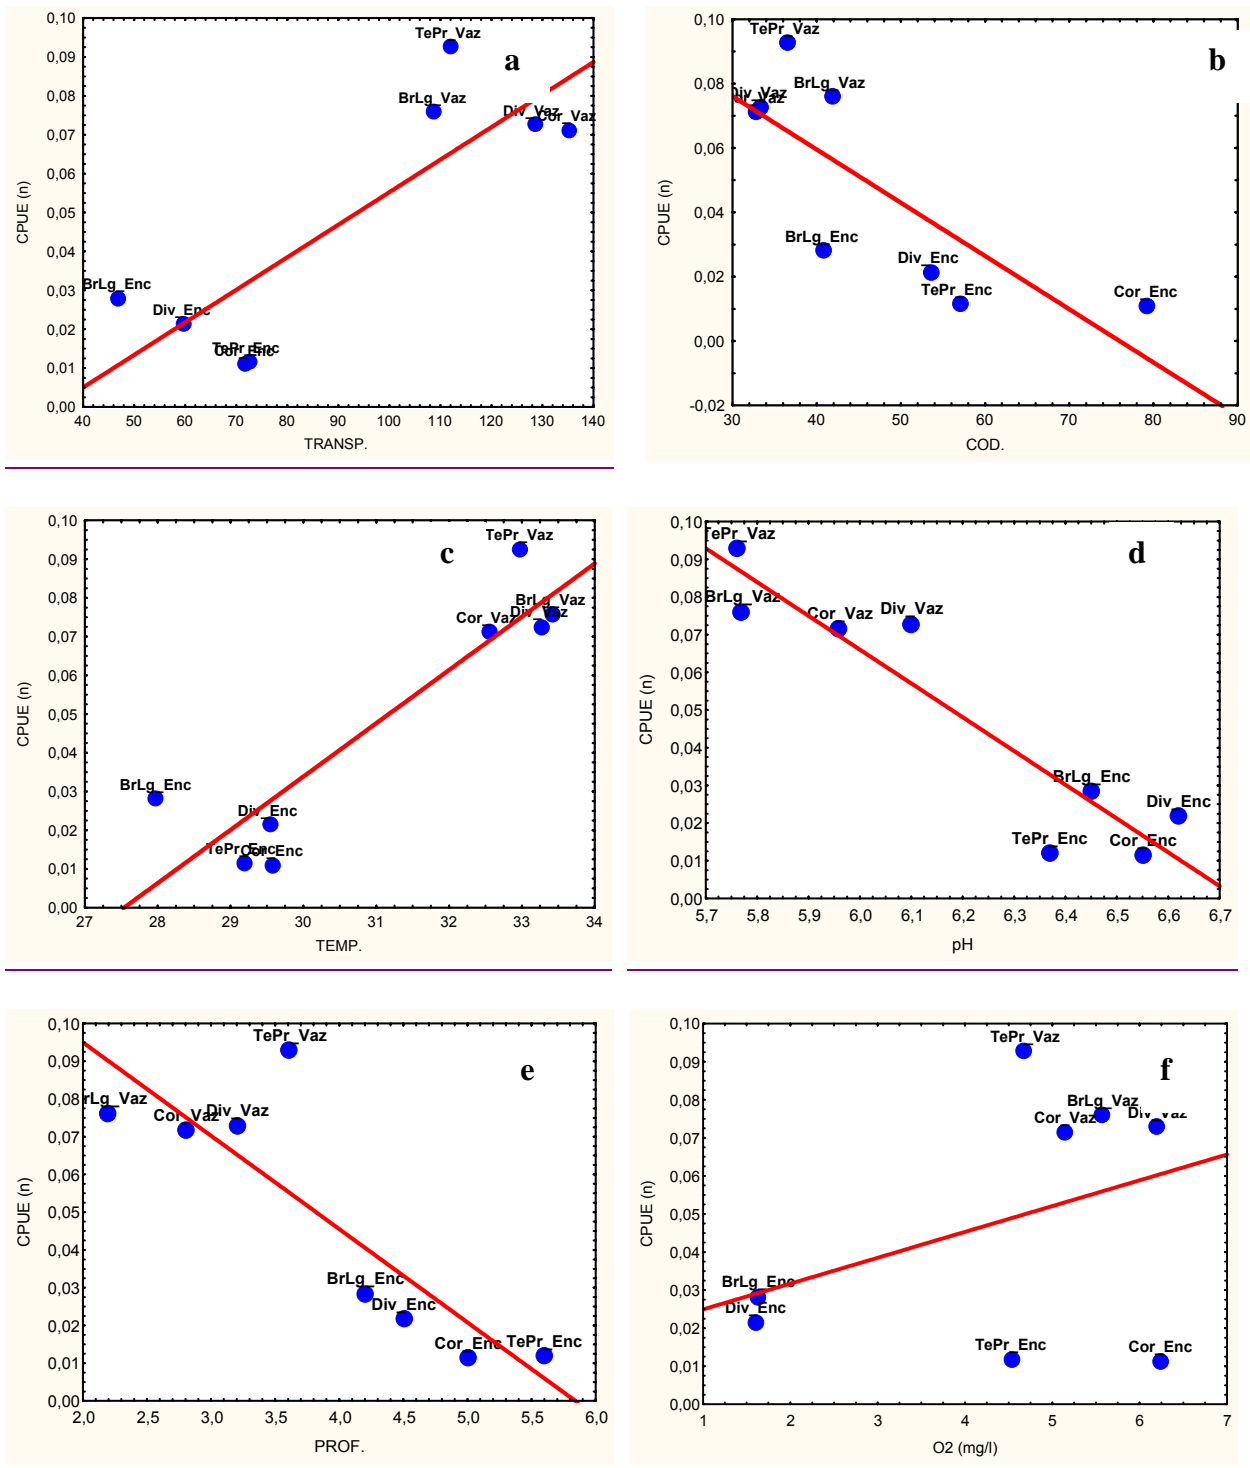 a
CPUE (n)
0,10
0,09
0,08
0,07
0,06
0,05
0,04
0,03
0,02
0,01
0,00
TePr_Vaz
BrLg_Vaz
Div_Vaz
Cor_Vaz
BrLg_Enc
Div_Enc
TePr_Enc
Cor_Enc
40 50 60 70 80 90 100 110 120 130 140
TRANSP.
b
CPUE (n)
0,10
0,08
0,06
0,04
0,02
0,00
-0,02
TePr_Vaz
BrLg_Vaz
Div_Vaz
BrLg_Enc
Div_Enc
TePr_Enc
Cor_Enc
30 40 50 60 70 80 90
COD.
c
CPUE (n)
0,10
0,09
0,08
0,07
0,06
0,05
0,04
0,03
0,02
0,01
0,00
TePr_Vaz
BrLg_Vaz
Div_Vaz
Cor_Vaz
BrLg_Enc
Div_Enc
TePr_Enc
Cor_Enc
27 28 29 30 31 32 33 34
TEMP.
d
CPUE (n)
0,10
0,09
0,08
0,07
0,06
0,05
0,04
0,03
0,02
0,01
0,00
TePr_Vaz
BrLg_Vaz
Cor_Vaz
Div_Vaz
BrLg_Enc
Div_Enc
TePr_Enc
Cor_Enc
5,7 5,8 5,9 6,0 6,1 6,2 6,3 6,4 6,5 6,6 6,7
pH
e
CPUE (n)
0,10
0,09
0,08
0,07
0,06
0,05
0,04
0,03
0,02
0,01
0,00
TePr_Vaz
rLg_Vaz
Cor_Vaz
Div_Vaz
BrLg_Enc
Div_Enc
Cor_Enc
TePr_Enc
2,0 2,5 3,0 3,5 4,0 4,5 5,0 5,5 6,0
PROF.
f
CPUE (n)
0,10
0,09
0,08
0,07
0,06
0,05
0,04
0,03
0,02
0,01
0,00
TePr_Vaz
BrLg_Vaz
Cor_Vaz
Div_Vaz
BrLg_Enc
Div_Enc
TePr_Enc
Cor_Enc
1 2 3 4 5 6 7
O2 (mg/l)